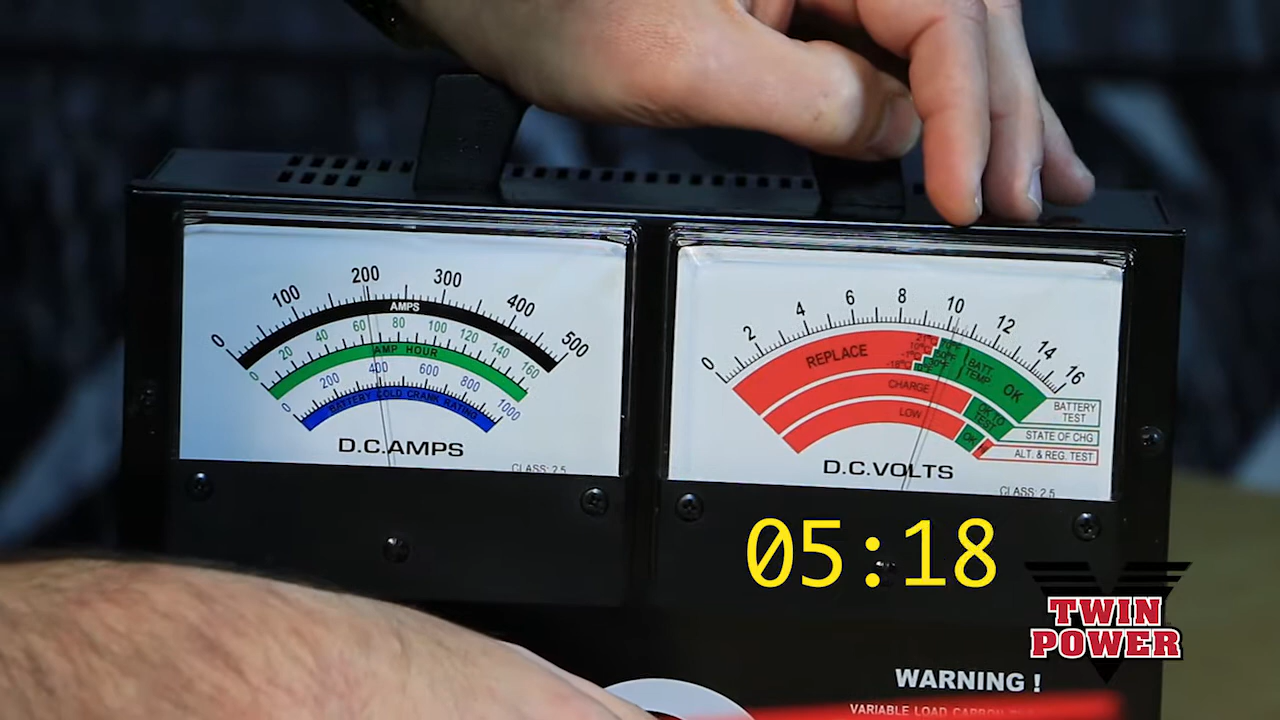 0 100 200 300 400 500
AMPS
0 20 40 60 80 100 120 140 160
AMP HOUR
0 200 400 600 800 1000
BATTERY COLD CRANK RATING
D.C.AMPS
CLASS: 2.5
0 2 4 6 8 10 12 14 16
REPLACE
BATT.
TEMP
OK
CHARGE
OK TO
TEST
LOW
OK
BATTERY
TEST
STATE OF CHG
ALT. & REG. TEST
D.C.VOLTS
CLASS: 2.5
05:18
TWIN
POWER
WARNING !
VARIABLE LOAD CARBON